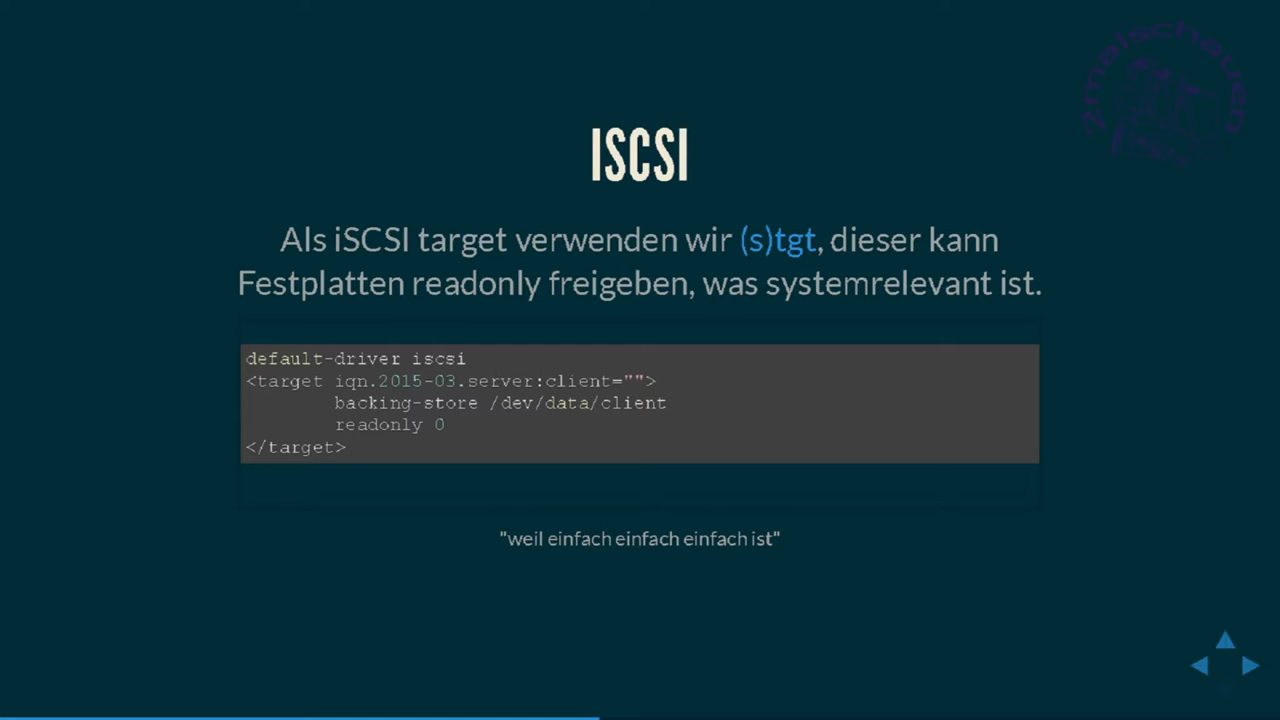 2malschauen
ISCSI
Als iSCSI target verwenden wir (s)tgt, dieser kann
Festplatten readonly freigeben, was systemrelevant ist.
default-driver iscsi
<target iqn.2015-03.server:client="">
backing-store /dev/data/client
readonly 0
</target>
"weil einfach einfach einfach ist"